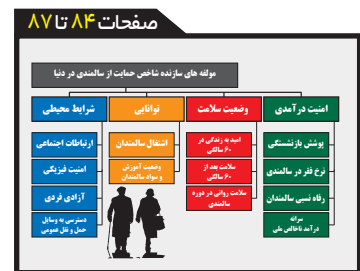 صفحات ۸۴ تا ۸۷
مولفه های سازنده شاخص حمایت از سالمندی در دنیا
امنیت درآمدی
پوشش بازنشستگی
نرخ فقر در سالمندی
رفاه نسبی سالمندان
سرانه
درآمد ناخالص ملی
وضعیت سلامت
امید به زندگی در
۶۰ سالگی
سلامت بعد از
۶۰ سالگی
سلامت روانی در دوره
سالمندی
توانایی
اشتغال سالمندان
وضعیت آموزش
و سواد سالمندان
شرایط محیطی
ارتباطات اجتماعی
امنیت فیزیکی
آزادی فردی
دسترسی به وسایل
حمل و نقل عمومی